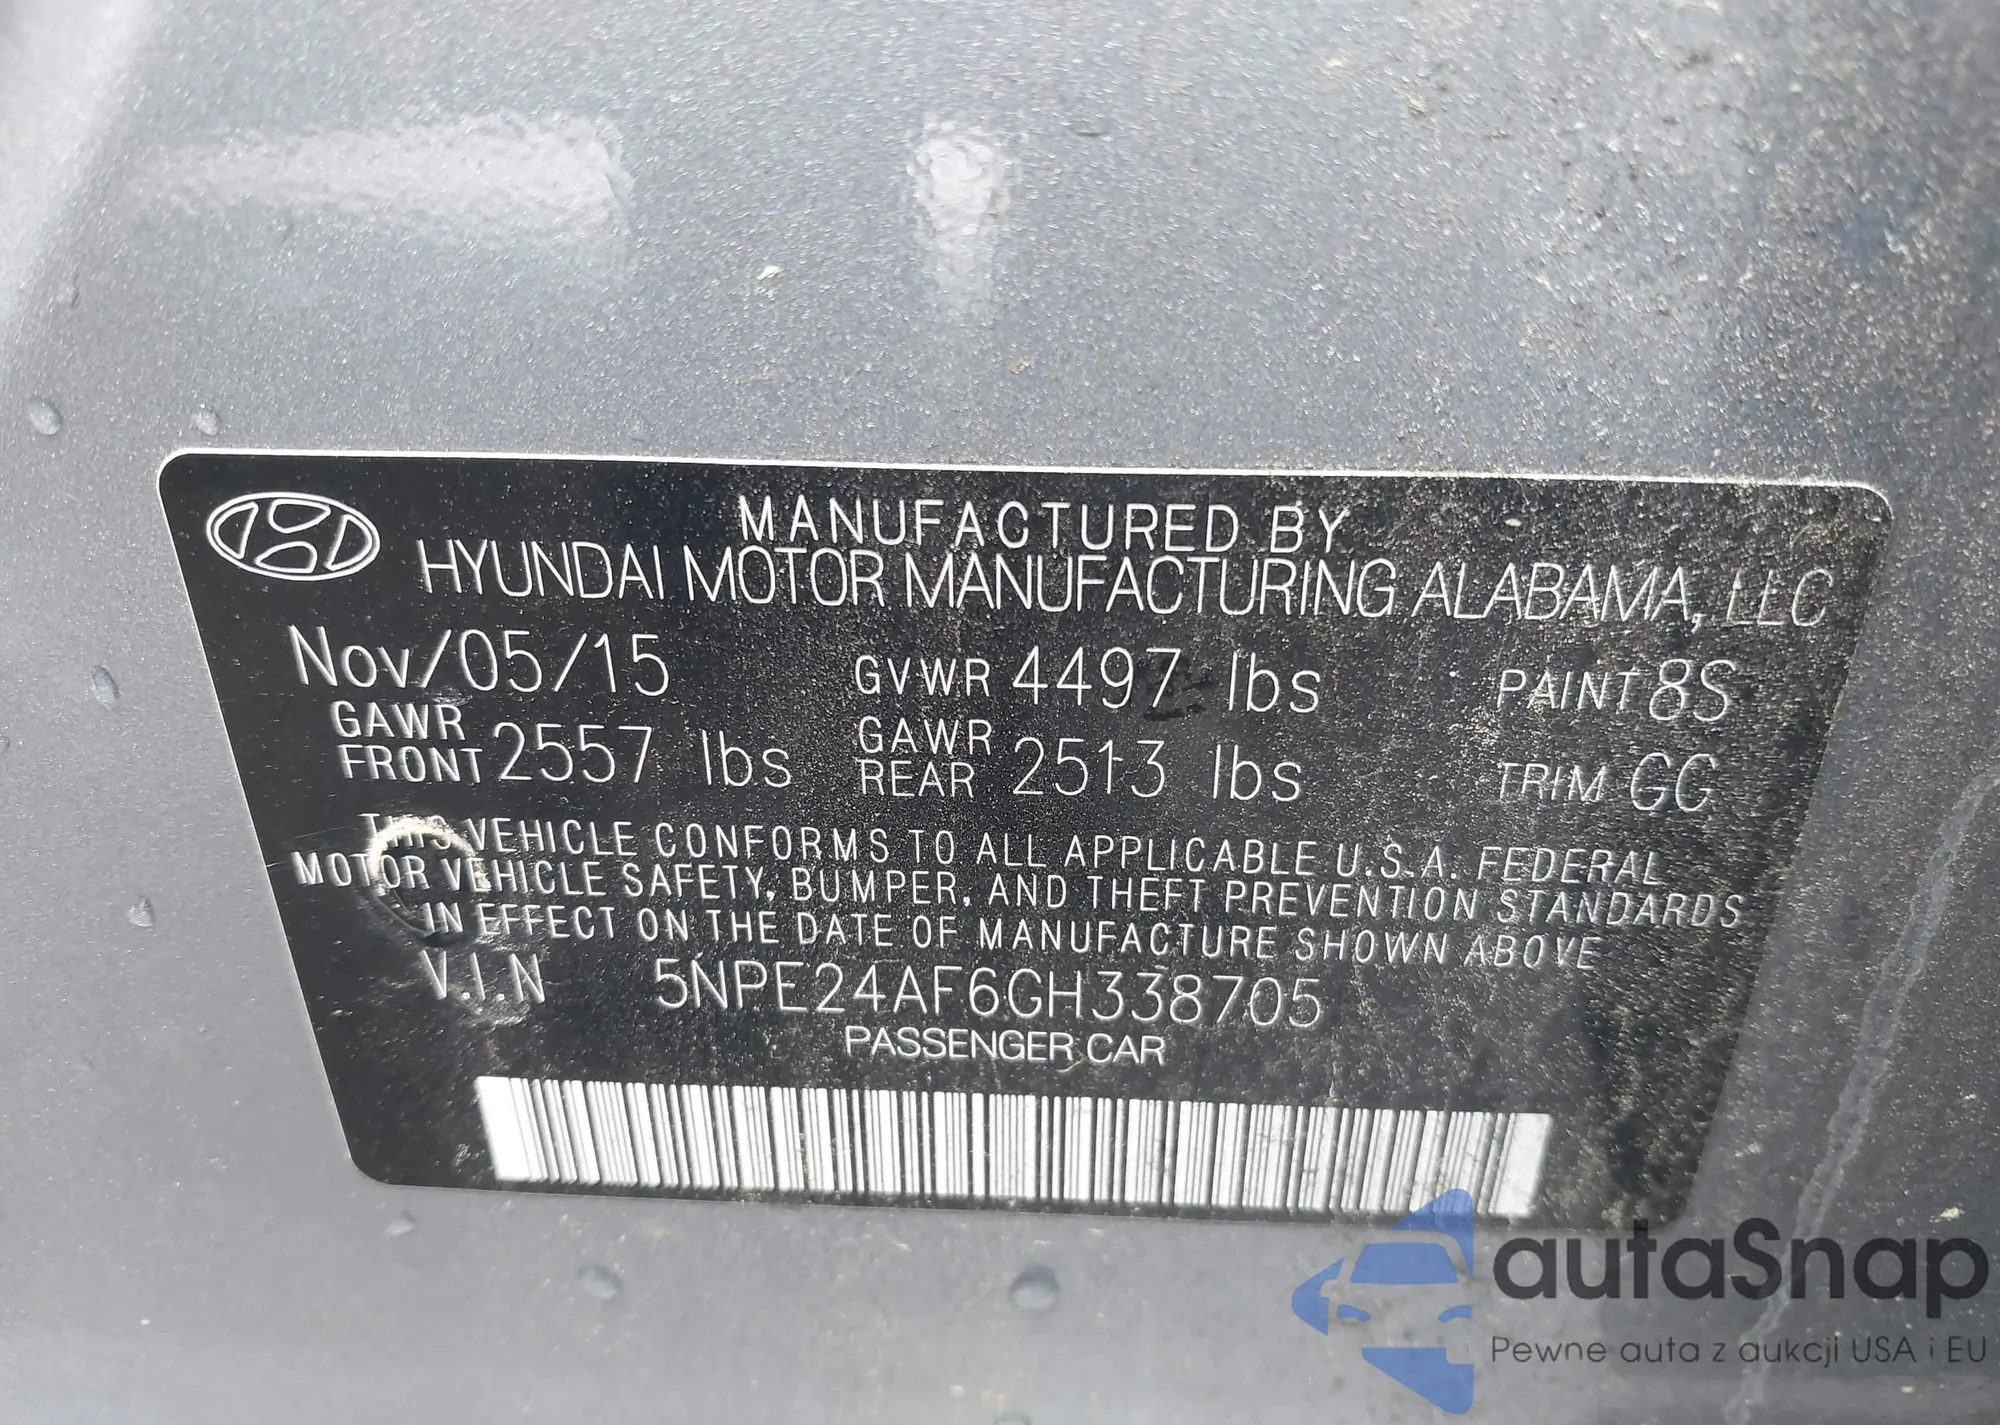 MANUFACTURED BY
HYUNDAI MOTOR MANUFACTURING ALABAMA, LLC
Nov/05/15 GVWR 4497 lbs PAINT 8S
GAWR FRONT 2557 lbs GAWR REAR 2513 lbs TRIM GG
THIS VEHICLE CONFORMS TO ALL APPLICABLE U.S.A. FEDERAL
MOTOR VEHICLE SAFETY, BUMPER, AND THEFT PREVENTION STANDARDS
IN EFFECT ON THE DATE OF MANUFACTURE SHOWN ABOVE
V.I.N 5NPE24AF6GH338705
PASSENGER CAR
autaSnap
Pewne auta z aukcji USA i EU